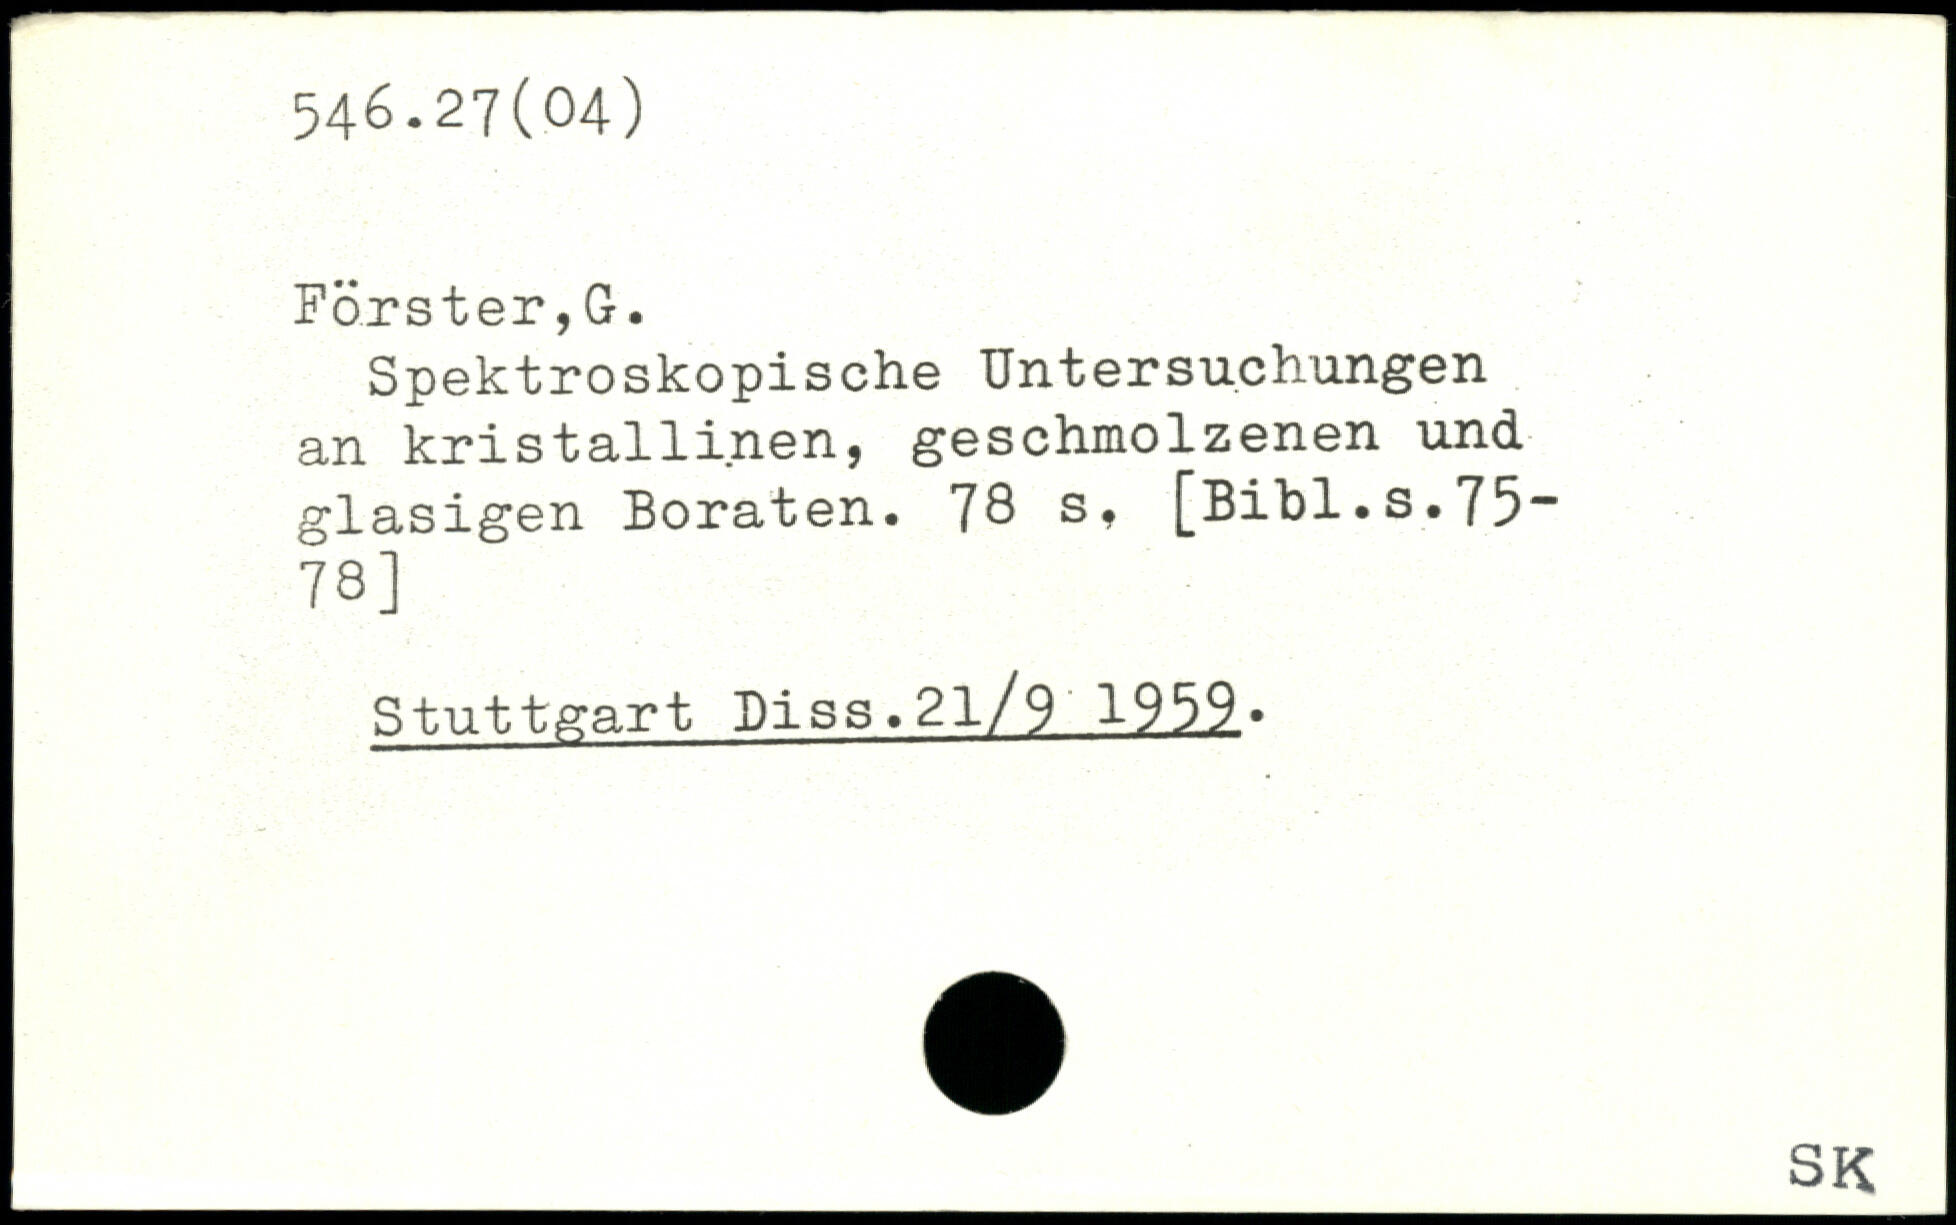 546.27(04)
Förster,G.
Spektroskopische Untersuchungen
an kristallinen, geschmolzenen und
glasigen Boraten. 78 s. [Bibl.s.75-
78]
Stuttgart Diss.21/9 1959.
SK